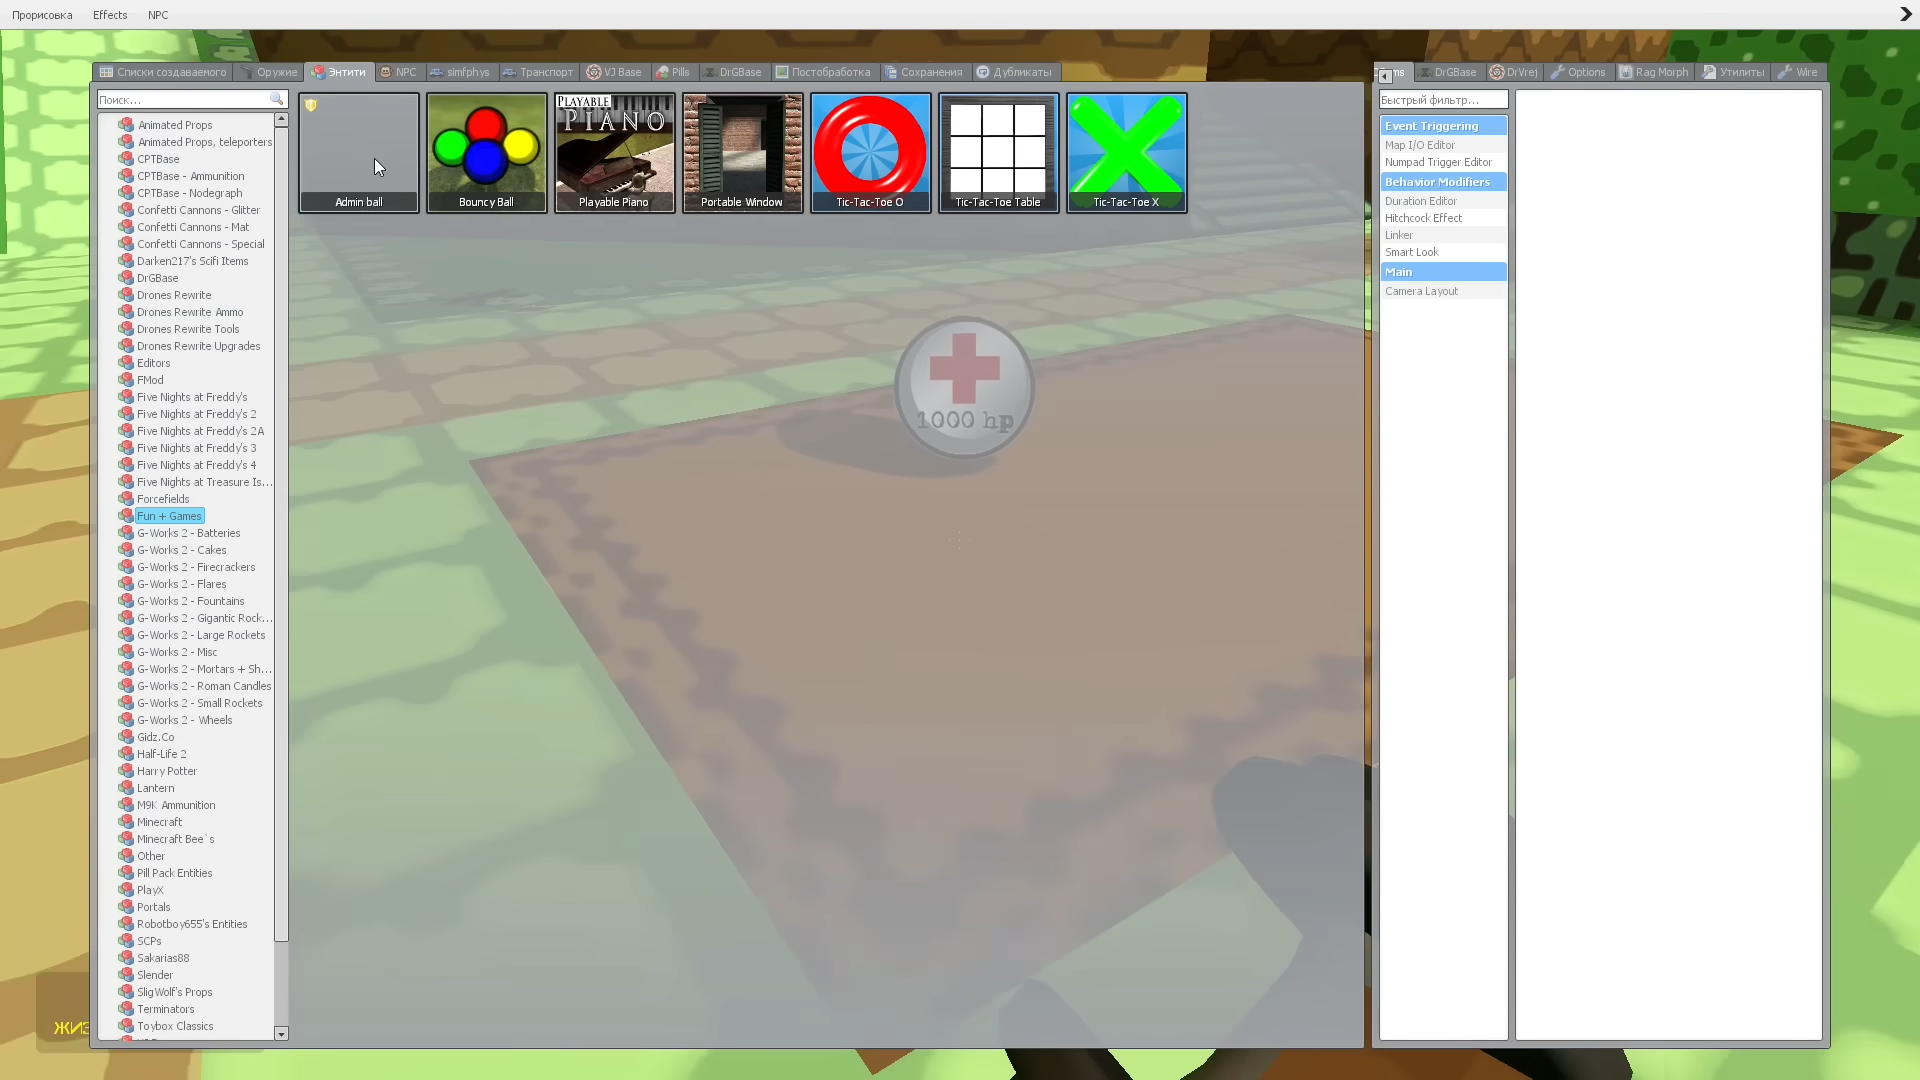 Прорисовка Effects NPC
Списки создаваемого Оружие Энтити NPC simfphys Транспорт VJ Base Pills DrGBase Постобработка Сохранения Дубликаты
DrGBase DrVrej Options Rag Morph Утилиты Wire
Поиск...
Animated Props
Animated Props, teleporters
CPTBase
CPTBase - Ammunition
CPTBase - Nodegraph
Confetti Cannons - Glitter
Confetti Cannons - Mat
Confetti Cannons - Special
Darken217's Scifi Items
DrGBase
Drones Rewrite
Drones Rewrite Ammo
Drones Rewrite Tools
Drones Rewrite Upgrades
Editors
FMod
Five Nights at Freddy's
Five Nights at Freddy's 2
Five Nights at Freddy's 2A
Five Nights at Freddy's 3
Five Nights at Freddy's 4
Five Nights at Treasure Is...
Forcefields
Fun + Games
G-Works 2 - Batteries
G-Works 2 - Cakes
G-Works 2 - Firecrackers
G-Works 2 - Flares
G-Works 2 - Fountains
G-Works 2 - Gigantic Rock...
G-Works 2 - Large Rockets
G-Works 2 - Misc
G-Works 2 - Mortars + Sh...
G-Works 2 - Roman Candles
G-Works 2 - Small Rockets
G-Works 2 - Wheels
Gidz.Co
Half-Life 2
Harry Potter
Lantern
M9K Ammunition
Minecraft
Minecraft Bee`s
Other
Pill Pack Entities
PlayX
Portals
Robotboy655's Entities
SCPs
Sakarias88
Slender
SligWolf's Props
Terminators
Toybox Classics
PLAYABLE
PIANO
Admin ball
Bouncy Ball
Playable Piano
Portable Window
Tic-Tac-Toe O
Tic-Tac-Toe Table
Tic-Tac-Toe X
1000 hp
Быстрый фильтр...
Event Triggering
Map I/O Editor
Numpad Trigger Editor
Behavior Modifiers
Duration Editor
Hitchcock Effect
Linker
Smart Look
Main
Camera Layout